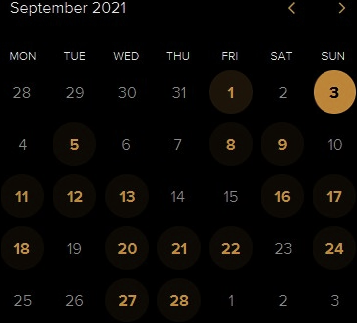 September 2021
MON TUE WED THU FRI SAT SUN
28 29 30 31 1 2 3
4 5 6 7 8 9 10
11 12 13 14 15 16 17
18 19 20 21 22 23 24
25 26 27 28 1 2 3